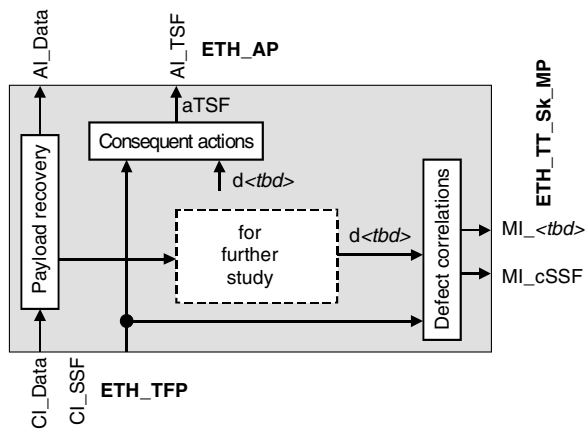 AI_Data
AI_TSF
ETH_AP
aTSF
Consequent actions
d<tbd>
Payload recovery
for
further
study
d<tbd>
Defect correlations
ETH_TT_Sk_MP
MI_<tbd>
MI_cSSF
CI_Data
CI_SSF
ETH_TFP